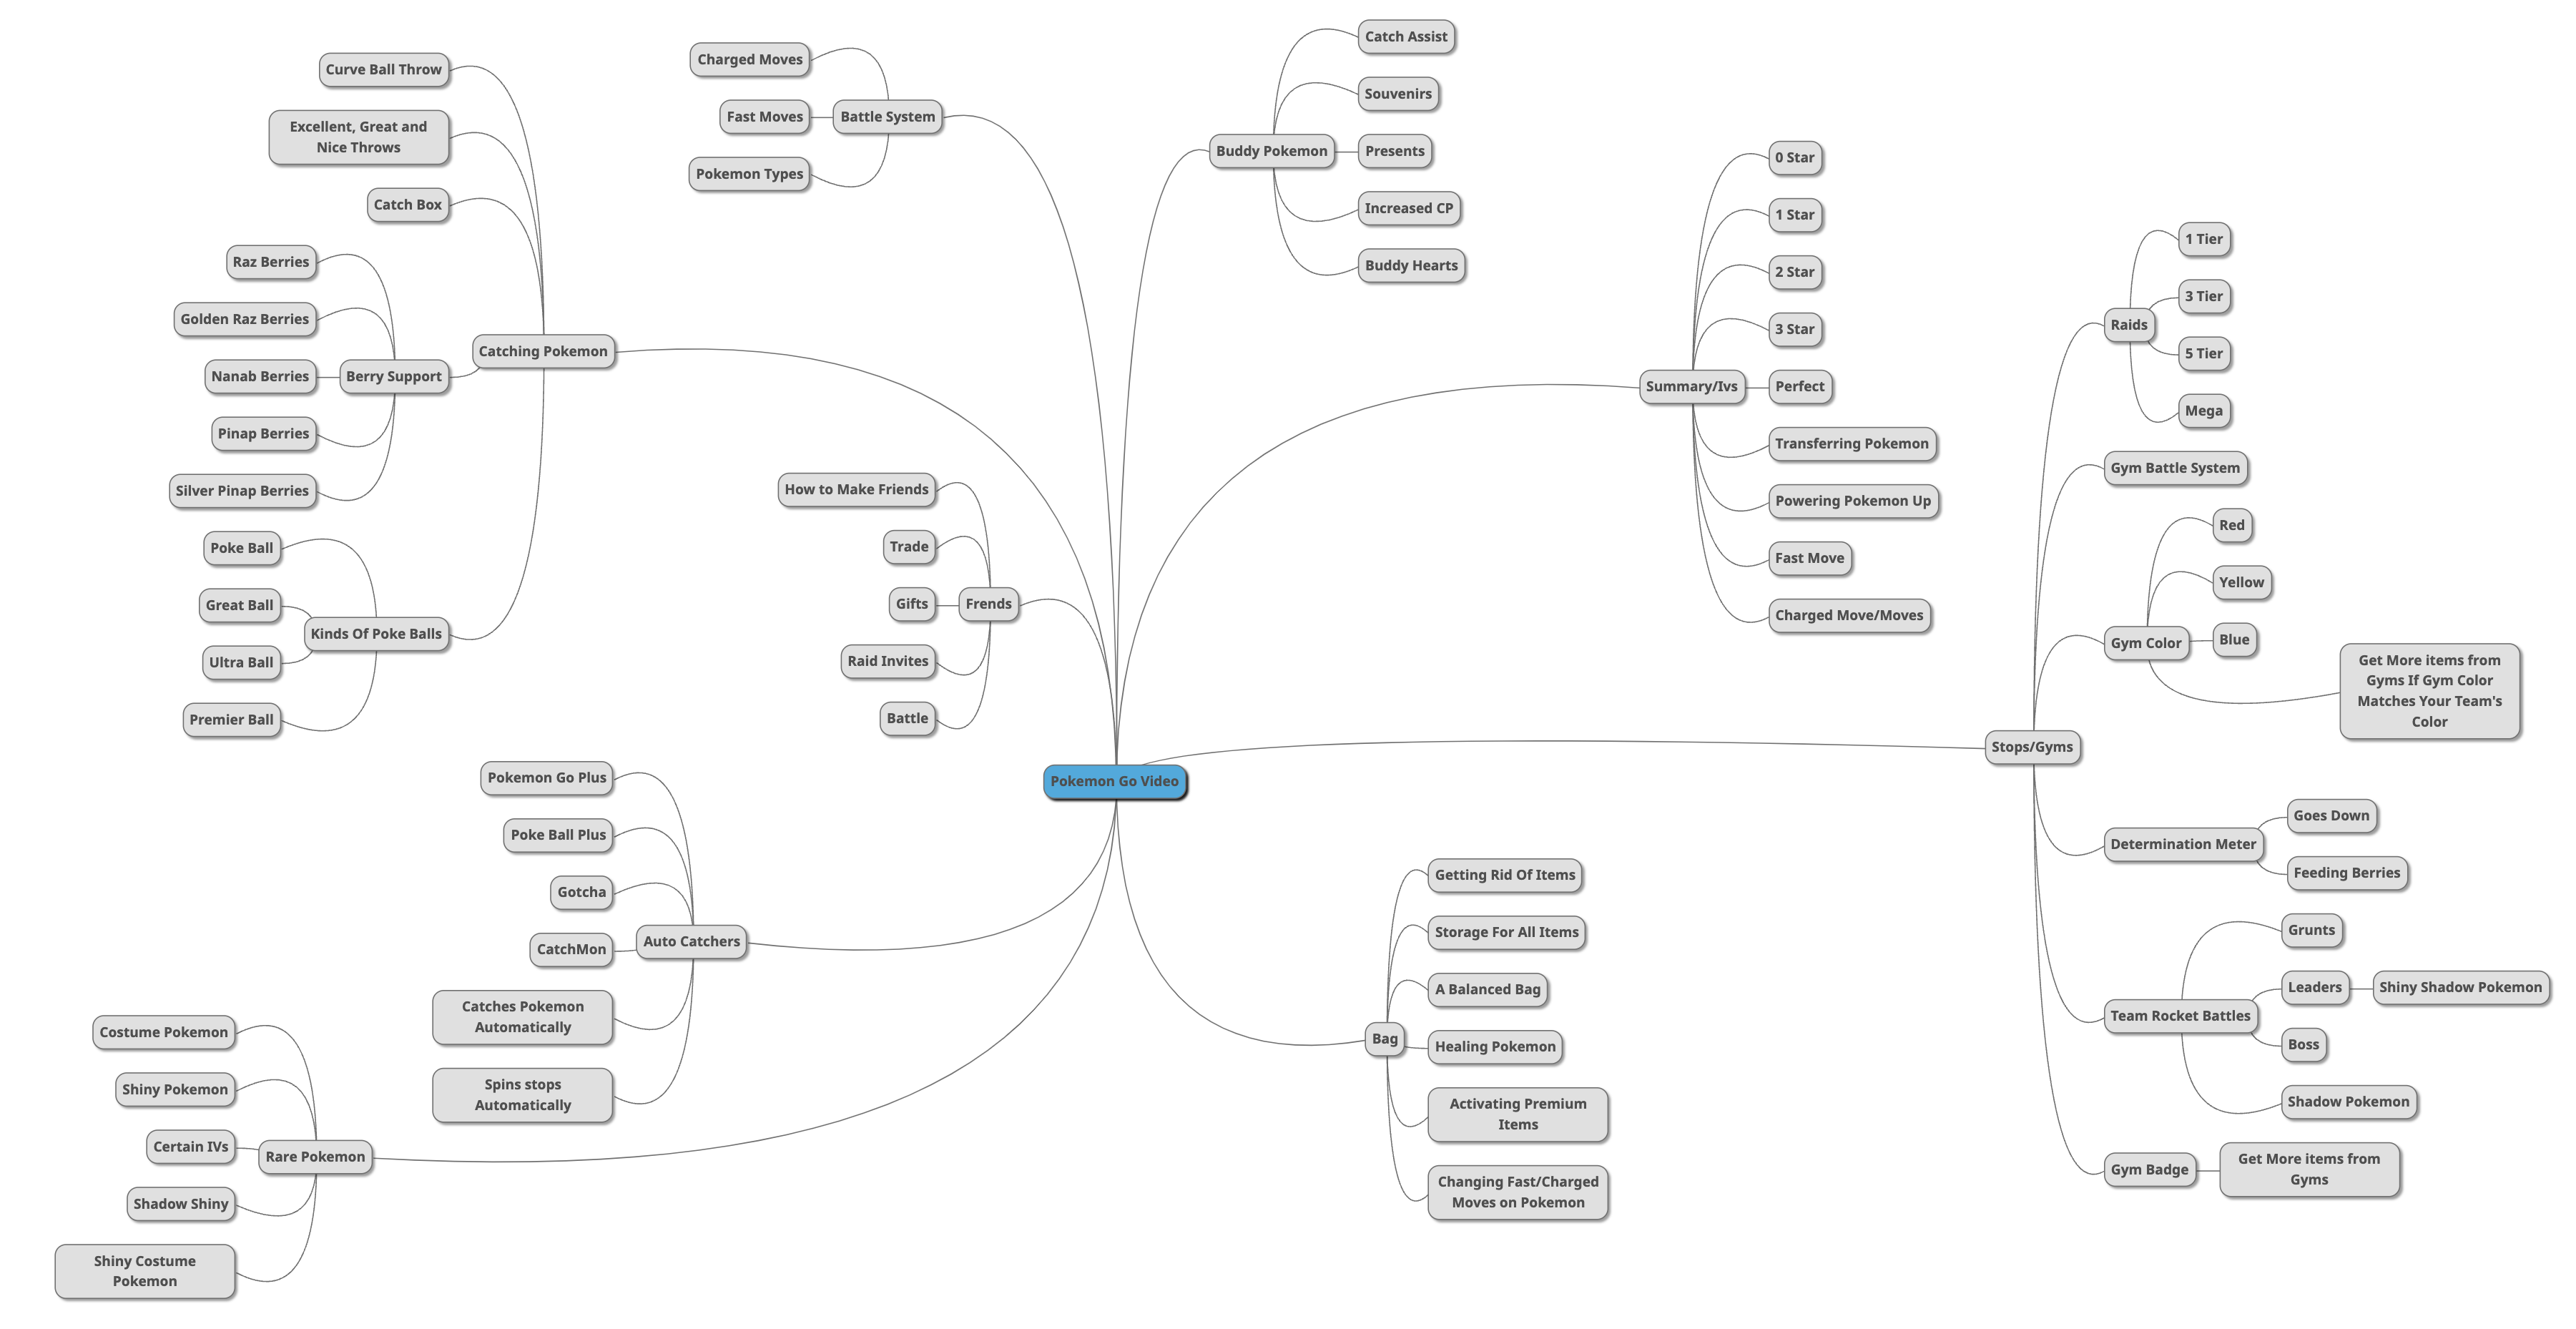 Pokemon Go Video
Battle System
Charged Moves
Fast Moves
Pokemon Types
Catching Pokemon
Curve Ball Throw
Excellent, Great and
Nice Throws
Catch Box
Berry Support
Raz Berries
Golden Raz Berries
Nanab Berries
Pinap Berries
Silver Pinap Berries
Kinds Of Poke Balls
Poke Ball
Great Ball
Ultra Ball
Premier Ball
Frends
How to Make Friends
Trade
Gifts
Raid Invites
Battle
Auto Catchers
Pokemon Go Plus
Poke Ball Plus
Gotcha
CatchMon
Catches Pokemon
Automatically
Spins stops
Automatically
Rare Pokemon
Costume Pokemon
Shiny Pokemon
Certain IVs
Shadow Shiny
Shiny Costume
Pokemon
Buddy Pokemon
Catch Assist
Souvenirs
Presents
Increased CP
Buddy Hearts
Summary/Ivs
0 Star
1 Star
2 Star
3 Star
Perfect
Transferring Pokemon
Powering Pokemon Up
Fast Move
Charged Move/Moves
Stops/Gyms
Raids
1 Tier
3 Tier
5 Tier
Mega
Gym Battle System
Gym Color
Red
Yellow
Blue
Get More items from
Gyms If Gym Color
Matches Your Team's
Color
Determination Meter
Goes Down
Feeding Berries
Team Rocket Battles
Grunts
Leaders
Shiny Shadow Pokemon
Boss
Shadow Pokemon
Gym Badge
Get More items from
Gyms
Bag
Getting Rid Of Items
Storage For All Items
A Balanced Bag
Healing Pokemon
Activating Premium
Items
Changing Fast/Charged
Moves on Pokemon